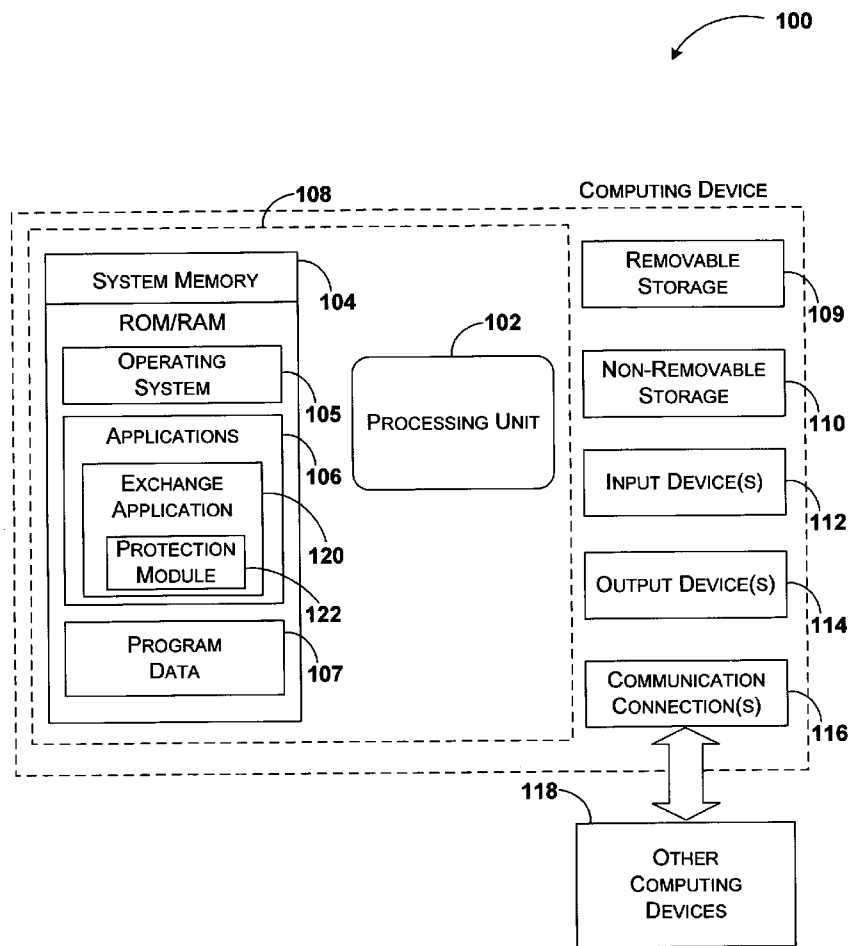 100
COMPUTING DEVICE
108
SYSTEM MEMORY
104
ROM/RAM
OPERATING
SYSTEM
105
APPLICATIONS
106
EXCHANGE
APPLICATION
120
PROTECTION
MODULE
122
PROGRAM
DATA
107
102
PROCESSING UNIT
REMOVABLE
STORAGE
109
NON-REMOVABLE
STORAGE
110
INPUT DEVICE(S)
112
OUTPUT DEVICE(S)
114
COMMUNICATION
CONNECTION(S)
116
118
OTHER
COMPUTING
DEVICES